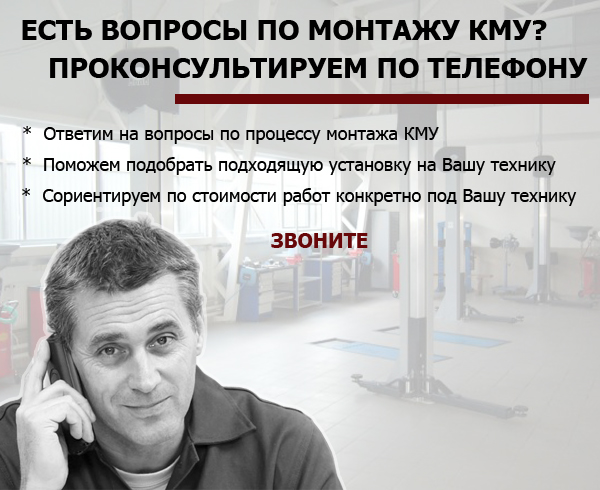 ЕСТЬ ВОПРОСЫ ПО МОНТАЖУ КМУ?
ПРОКОНСУЛЬТИРУЕМ ПО ТЕЛЕФОНУ
* Ответим на вопросы по процессу монтажа КМУ
* Поможем подобрать подходящую установку на Вашу технику
* Сориентируем по стоимости работ конкретно под Вашу технику
ЗВОНИТЕ